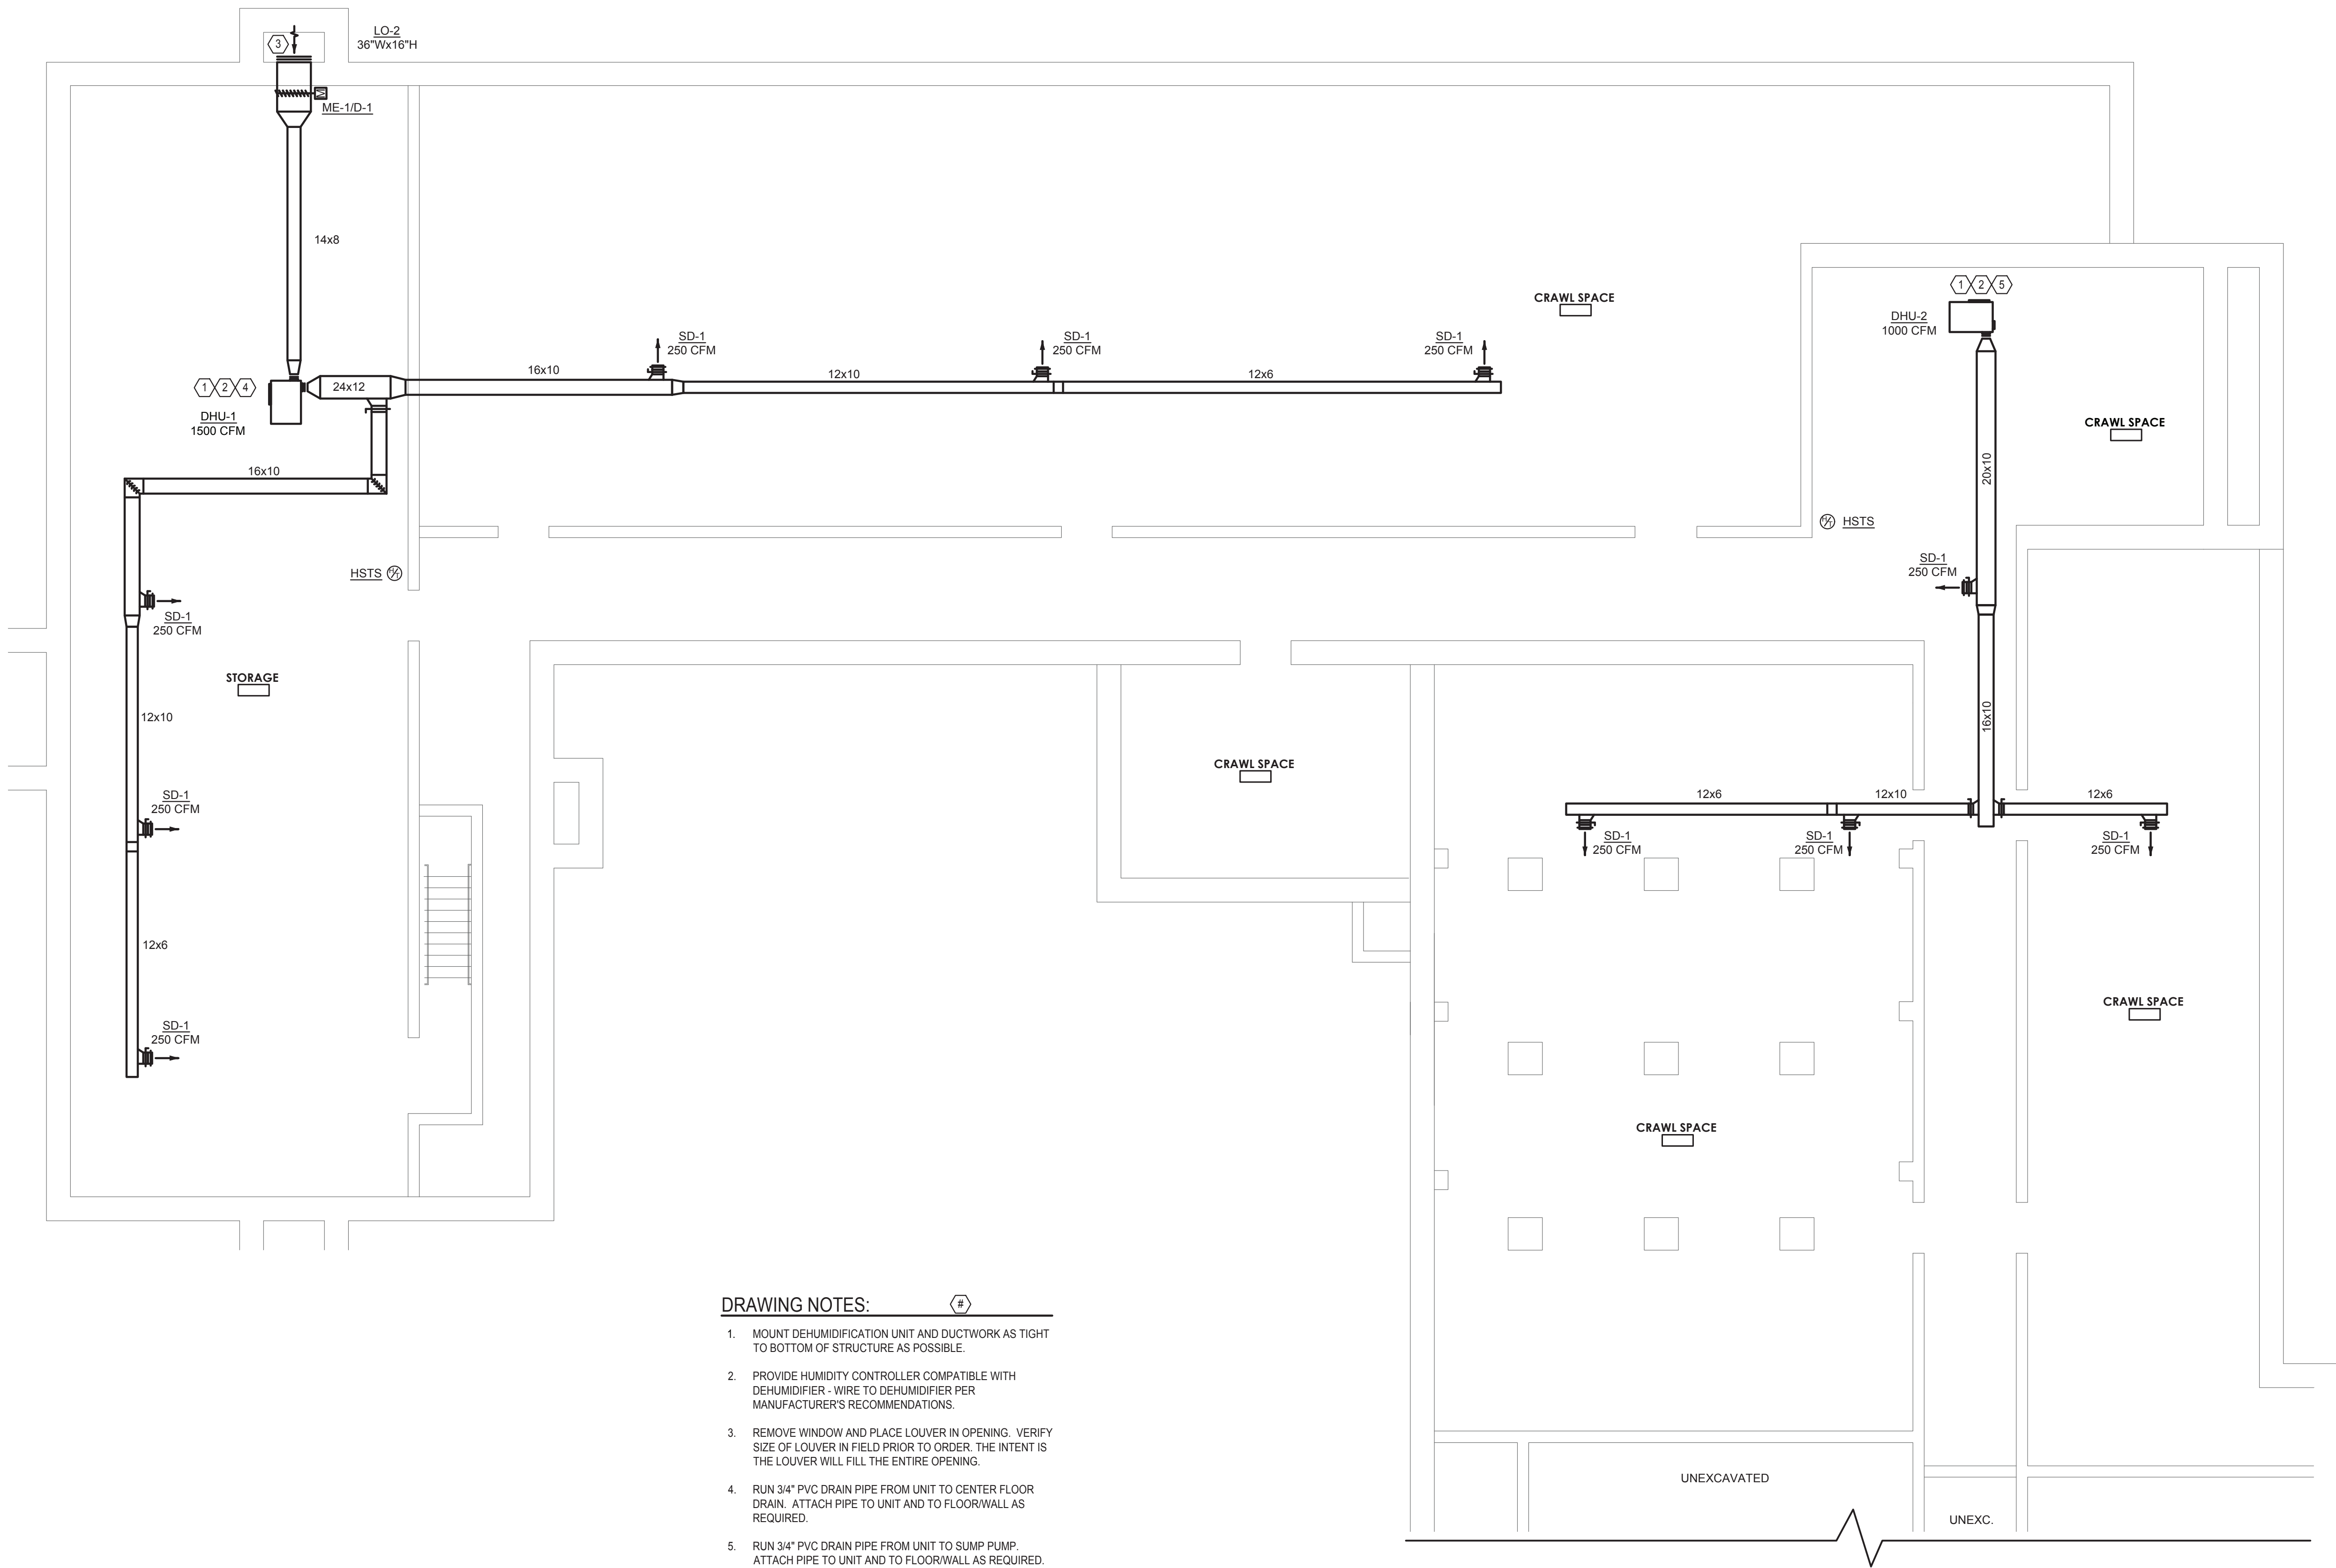 3
LO-2
36"Wx16"H
ME-1/D-1
14x8
CRAWL SPACE
1 2 5
DHU-2
1000 CFM
SD-1
250 CFM
SD-1
250 CFM
SD-1
250 CFM
16x10
12x10
12x6
24x12
1 2 4
DHU-1
1500 CFM
CRAWL SPACE
20x10
16x10
HSTS
HSTS
SD-1
250 CFM
SD-1
250 CFM
STORAGE
12x10
16x10
CRAWL SPACE
12x6
12x10
12x6
SD-1
250 CFM
SD-1
250 CFM
SD-1
250 CFM
SD-1
250 CFM
12x6
CRAWL SPACE
SD-1
250 CFM
CRAWL SPACE
DRAWING NOTES: #
1. MOUNT DEHUMIDIFICATION UNIT AND DUCTWORK AS TIGHT
TO BOTTOM OF STRUCTURE AS POSSIBLE.
2. PROVIDE HUMIDITY CONTROLLER COMPATIBLE WITH
DEHUMIDIFIER - WIRE TO DEHUMIDIFIER PER
MANUFACTURER'S RECOMMENDATIONS.
3. REMOVE WINDOW AND PLACE LOUVER IN OPENING. VERIFY
SIZE OF LOUVER IN FIELD PRIOR TO ORDER. THE INTENT IS
THE LOUVER WILL FILL THE ENTIRE OPENING.
4. RUN 3/4" PVC DRAIN PIPE FROM UNIT TO CENTER FLOOR
DRAIN. ATTACH PIPE TO UNIT AND TO FLOOR/WALL AS
REQUIRED.
5. RUN 3/4" PVC DRAIN PIPE FROM UNIT TO SUMP PUMP.
ATTACH PIPE TO UNIT AND TO FLOOR/WALL AS REQUIRED.
UNEXCAVATED
UNEXC.